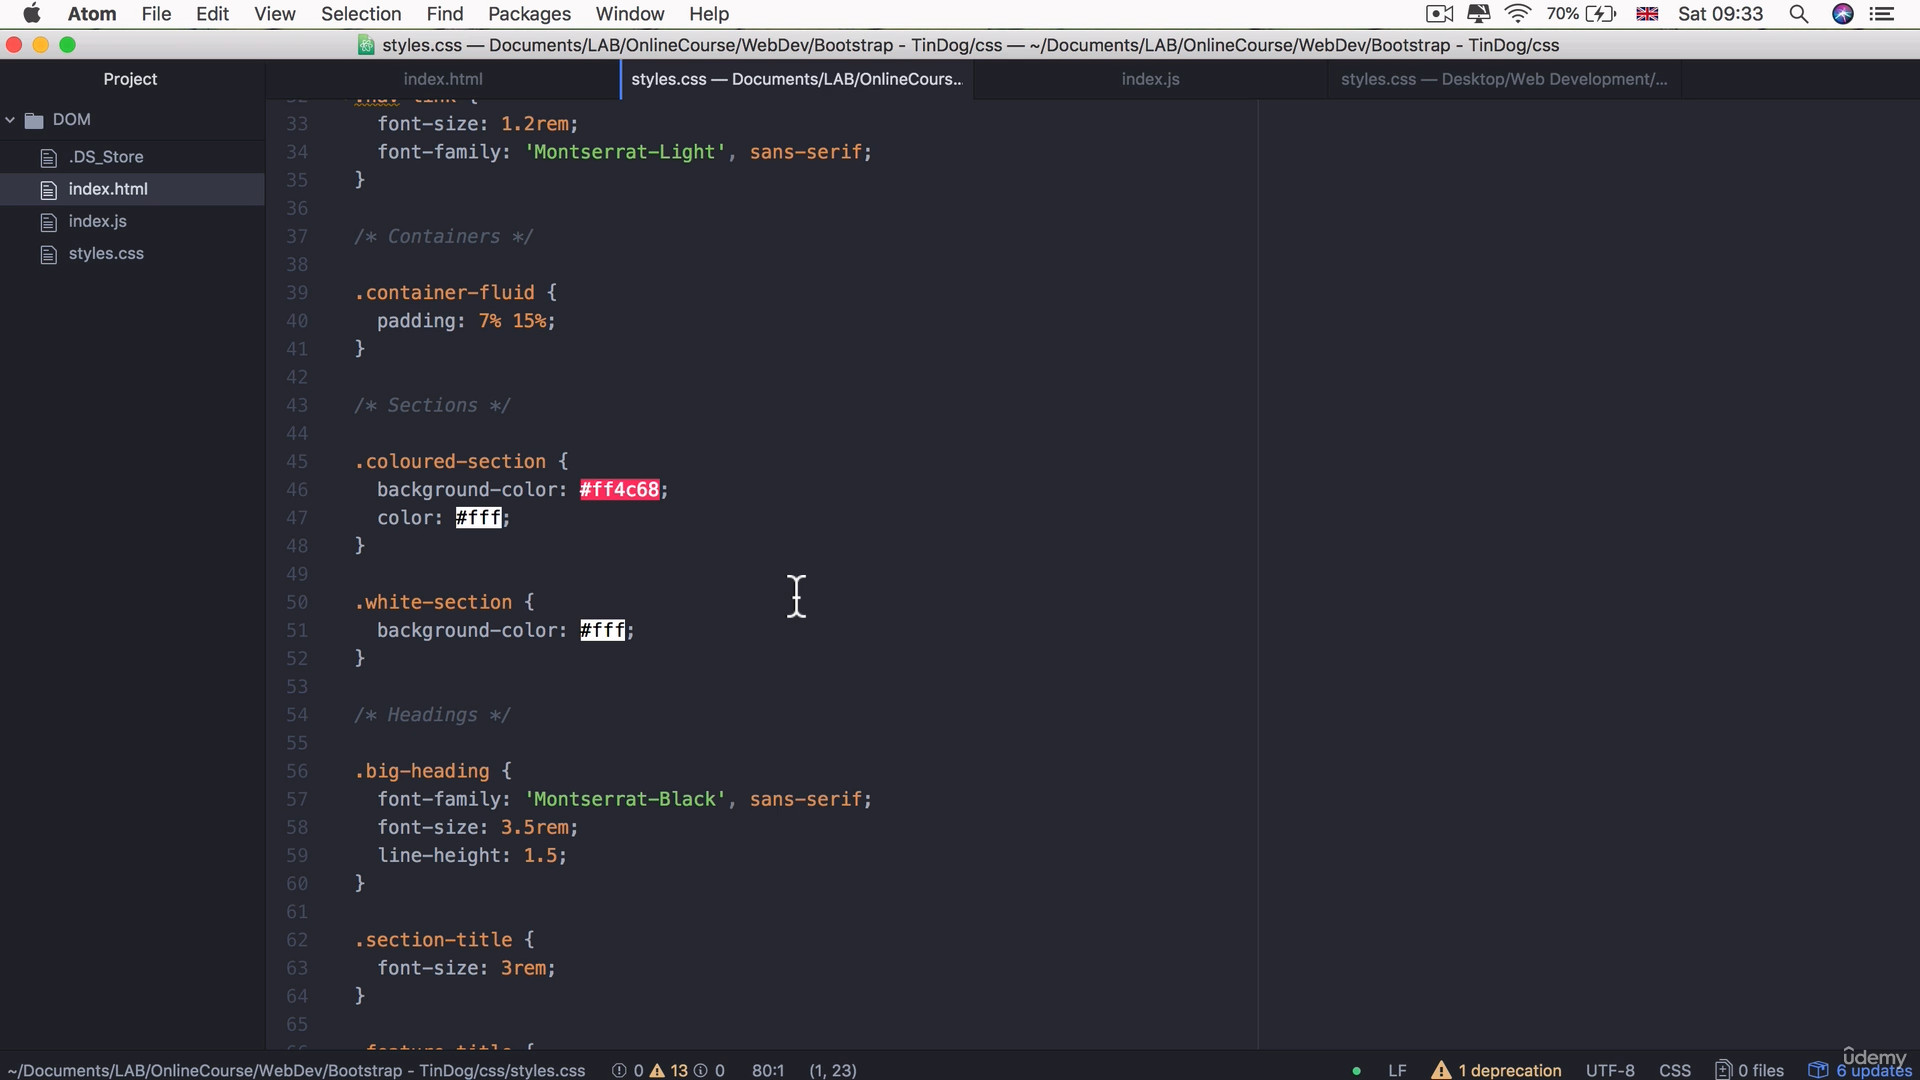 Atom File Edit View Selection Find Packages Window Help 70% Sat 09:33
styles.css — Documents/LAB/OnlineCourse/WebDev/Bootstrap - TinDog/css — ~/Documents/LAB/OnlineCourse/WebDev/Bootstrap - TinDog/css
Project index.html styles.css — Documents/LAB/OnlineCours... index.js styles.css — Desktop/Web Development/...
DOM
.DS_Store
index.html
index.js
styles.css
32 .nav-link {
33 font-size: 1.2rem;
34 font-family: 'Montserrat-Light', sans-serif;
35 }
36
37 /* Containers */
38
39 .container-fluid {
40 padding: 7% 15%;
41 }
42
43 /* Sections */
44
45 .coloured-section {
46 background-color: #ff4c68;
47 color: #fff;
48 }
49
50 .white-section {
51 background-color: #fff;
52 }
53
54 /* Headings */
55
56 .big-heading {
57 font-family: 'Montserrat-Black', sans-serif;
58 font-size: 3.5rem;
59 line-height: 1.5;
60 }
61
62 .section-title {
63 font-size: 3rem;
64 }
65
~/Documents/LAB/OnlineCourse/WebDev/Bootstrap - TinDog/css/styles.css 0 13 0 80:1 (1, 23) LF 1 deprecation UTF-8 CSS 0 files 6 updates
ûdemy